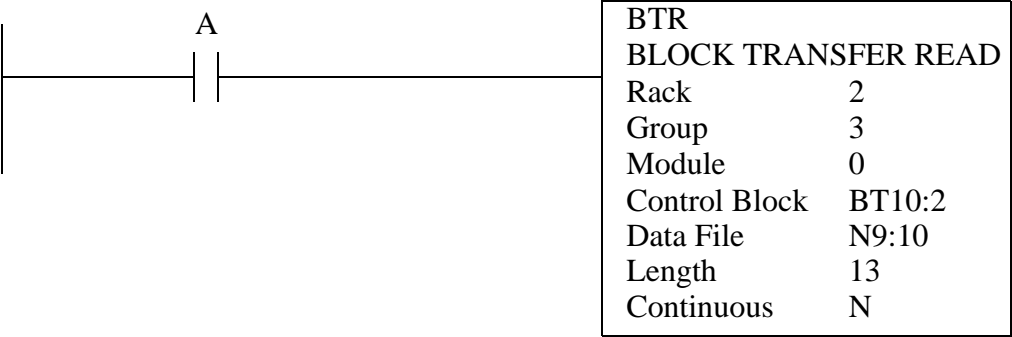 A
BTR
BLOCK TRANSFER READ
Rack 2
Group 3
Module 0
Control Block BT10:2
Data File N9:10
Length 13
Continuous N